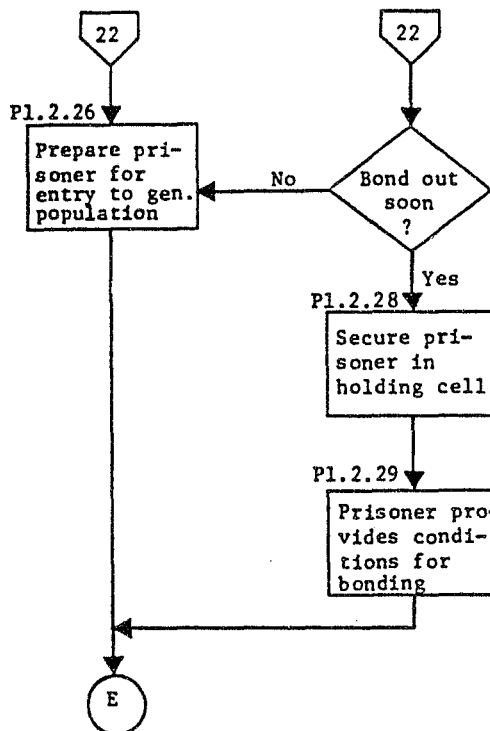 22
22
P1.2.26
Prepare pri-
soner for
entry to gen.
population
No
Bond out
soon
?
Yes
P1.2.28
Secure pri-
soner in
holding cell
P1.2.29
Prisoner pro-
vides condi-
tions for
bonding
E